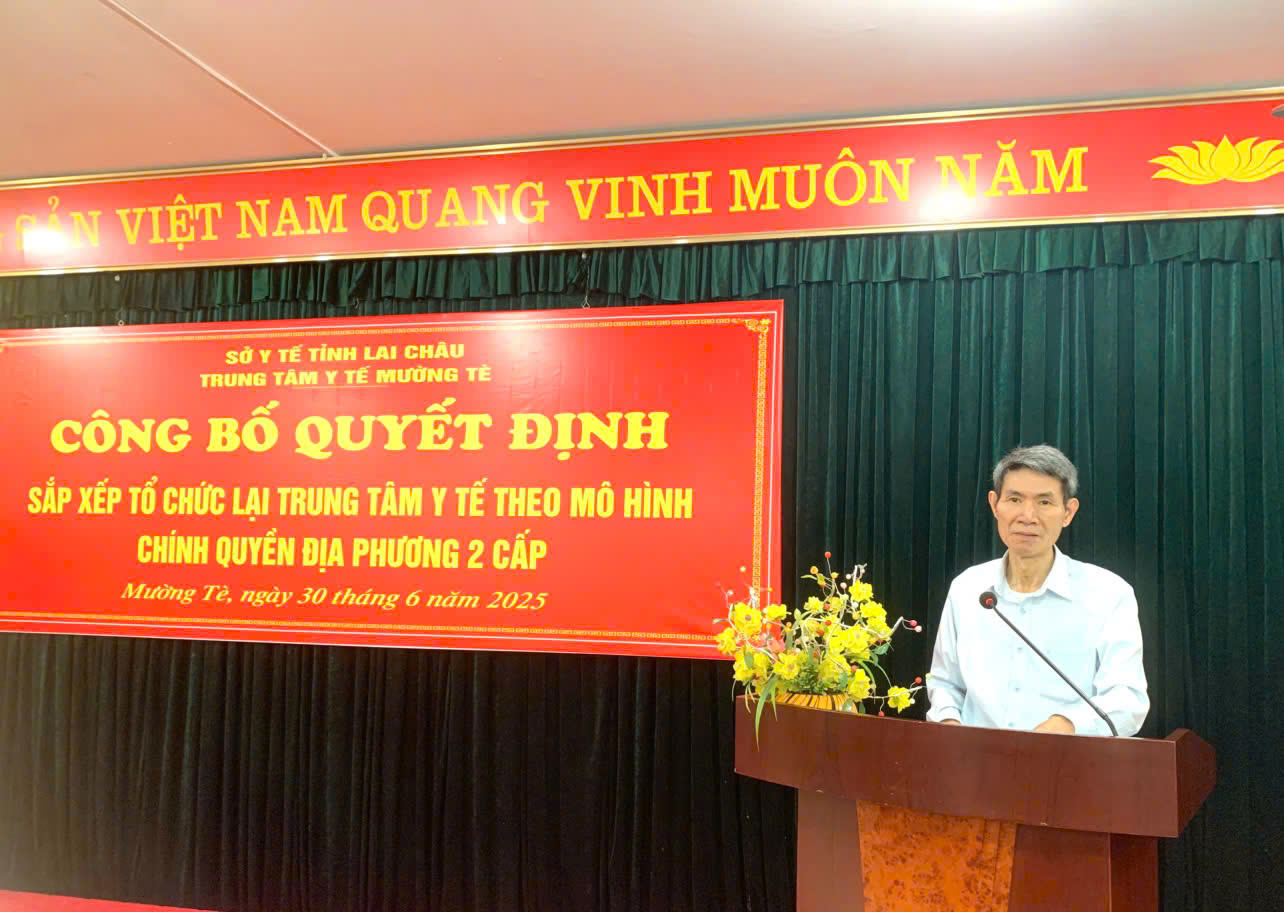 SẢN VIỆT NAM QUANG VINH MUÔN NĂM
SỞ Y TẾ TỈNH LAI CHÂU
TRUNG TÂM Y TẾ MƯỜNG TÈ
CÔNG BỐ QUYẾT ĐỊNH
SẮP XẾP TỔ CHỨC LẠI TRUNG TÂM Y TẾ THEO MÔ HÌNH
CHÍNH QUYỀN ĐỊA PHƯƠNG 2 CẤP
Mường Tè, ngày 30 tháng 6 năm 2025